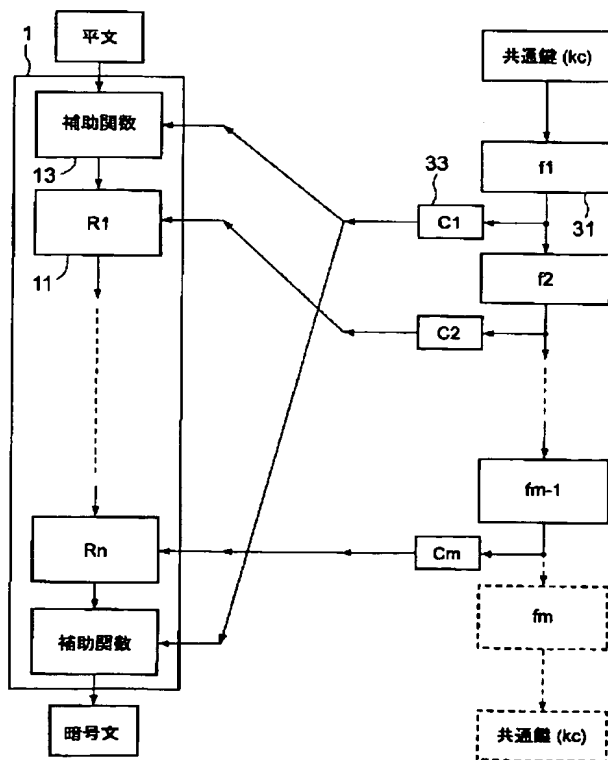 1
平文
補助関数
13
R1
11
Rn
補助関数
暗号文
共通鍵 (kc)
f1
31
33
C1
f2
C2
fm-1
Cm
fm
共通鍵 (kc)